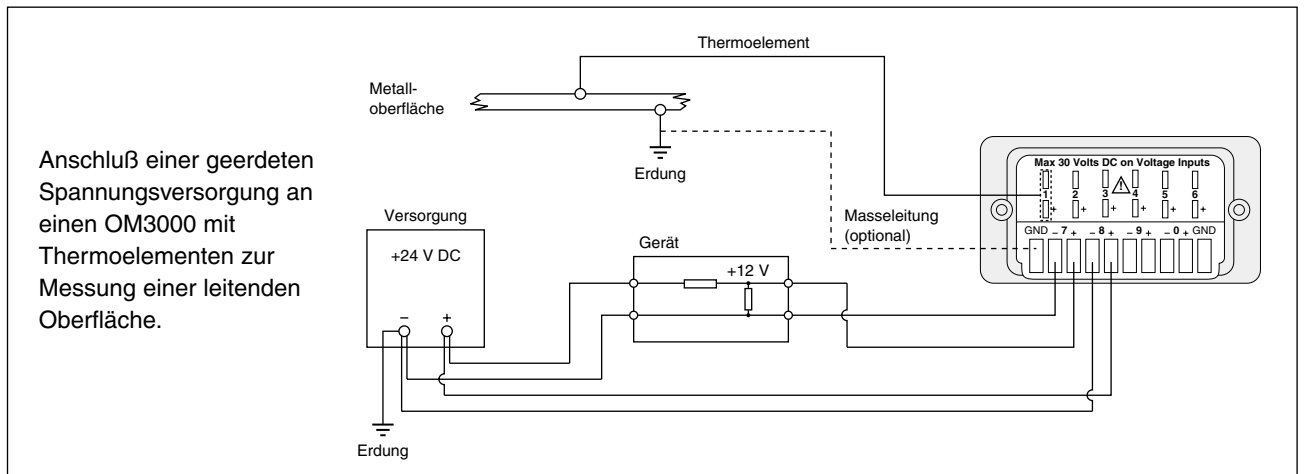 Anschluß einer geerdeten
Spannungsversorgung an
einen OM3000 mit
Thermoelementen zur
Messung einer leitenden
Oberfläche.
Thermoelement
Metall-
oberfläche
Erdung
Versorgung
+24 V DC
– +
Erdung
Gerät
+12 V
Masseleitung
(optional)
Max 30 Volts DC on Voltage Inputs
1 2 3 4 5 6
+ + + + + +
GND – 7 + – 8 + – 9 + – 0 + GND